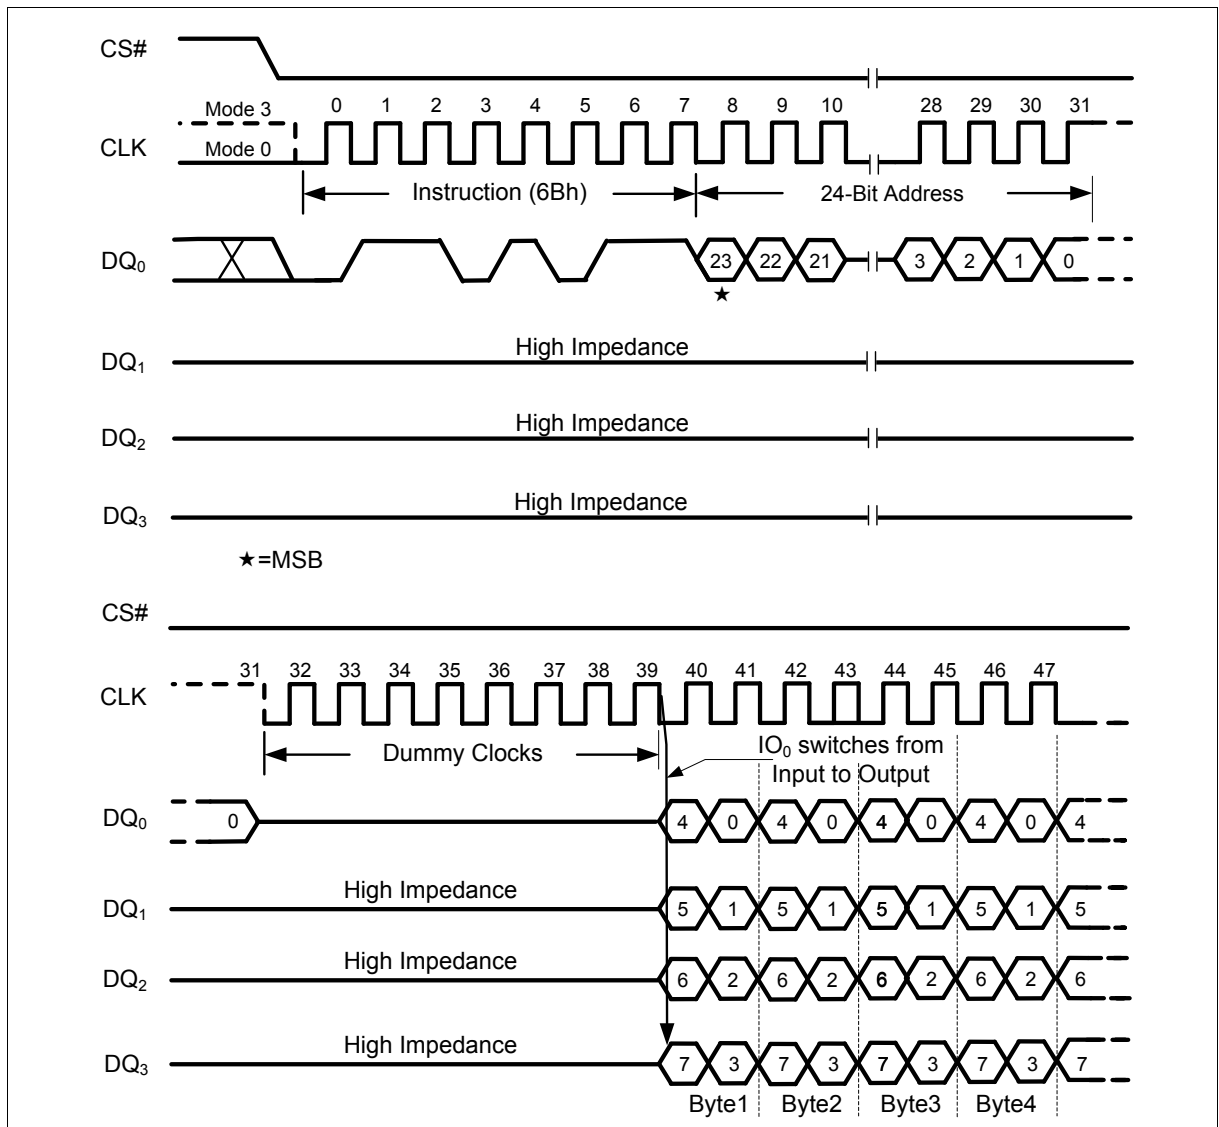 CS#
Mode 3 0 1 2 3 4 5 6 7 8 9 10 28 29 30 31
CLK Mode 0
Instruction (6Bh) 24-Bit Address
DQ0 23 22 21 3 2 1 0
★
High Impedance
DQ1
High Impedance
DQ2
High Impedance
DQ3
★=MSB
CS#
31 32 33 34 35 36 37 38 39 40 41 42 43 44 45 46 47
CLK
Dummy Clocks
IO0 switches from
Input to Output
DQ0 0 4 0 4 0 4 0 4 0 4
High Impedance
DQ1 5 1 5 1 5 1 5 1 5
High Impedance
DQ2 6 2 6 2 6 2 6 2 6
High Impedance
DQ3 7 3 7 3 7 3 7 3 7
Byte1 Byte2 Byte3 Byte4